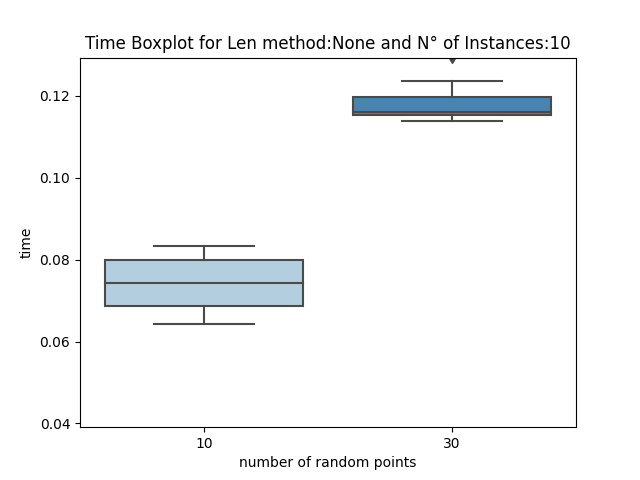 Time Boxplot for Len method:None and N° of Instances:10
0.12
0.10
0.08
0.06
0.04
time
10
30
number of random points